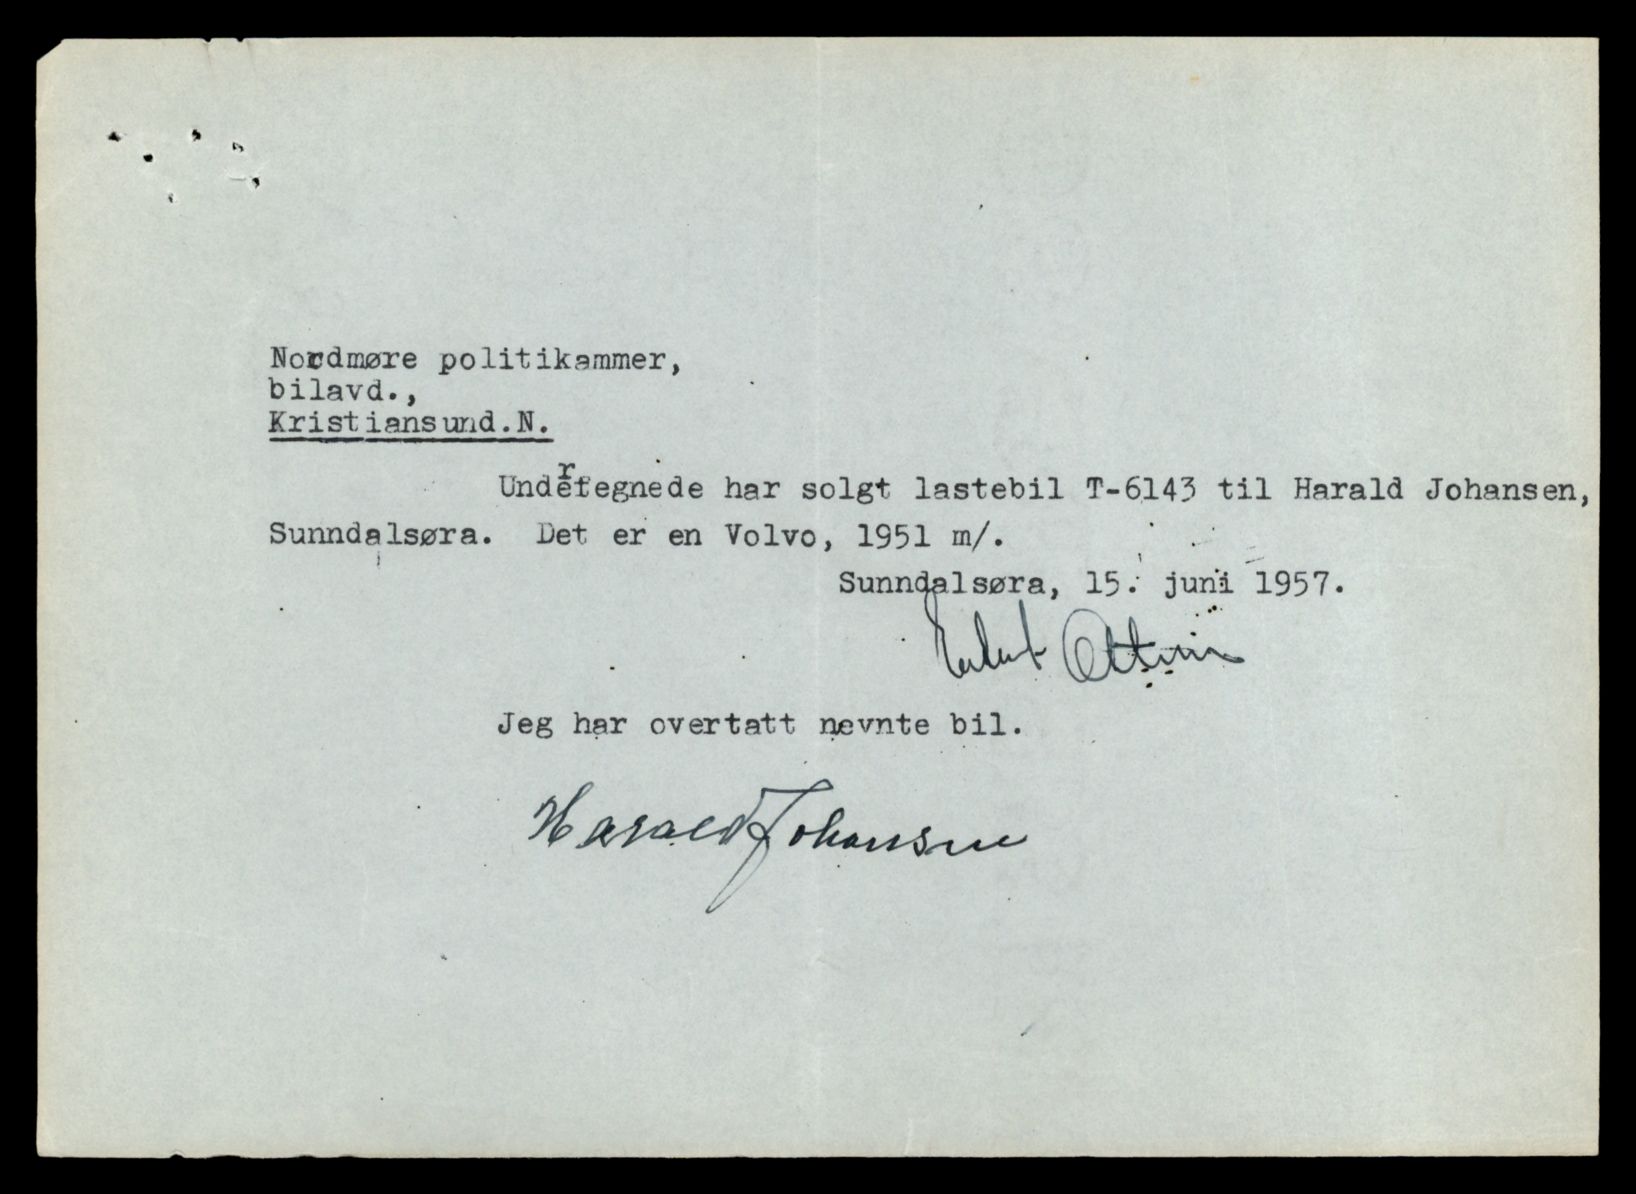 Nordmøre politikammer,
bilavd.,
Kristiansund.N.
Undertegnede har solgt lastebil T-6143 til Harald Johansen,
Sunndalsøra. Det er en Volvo, 1951 m/.
Sunndalsøra, 15. juni 1957.
Jeg har overtatt nevnte bil.
Harald Johansen